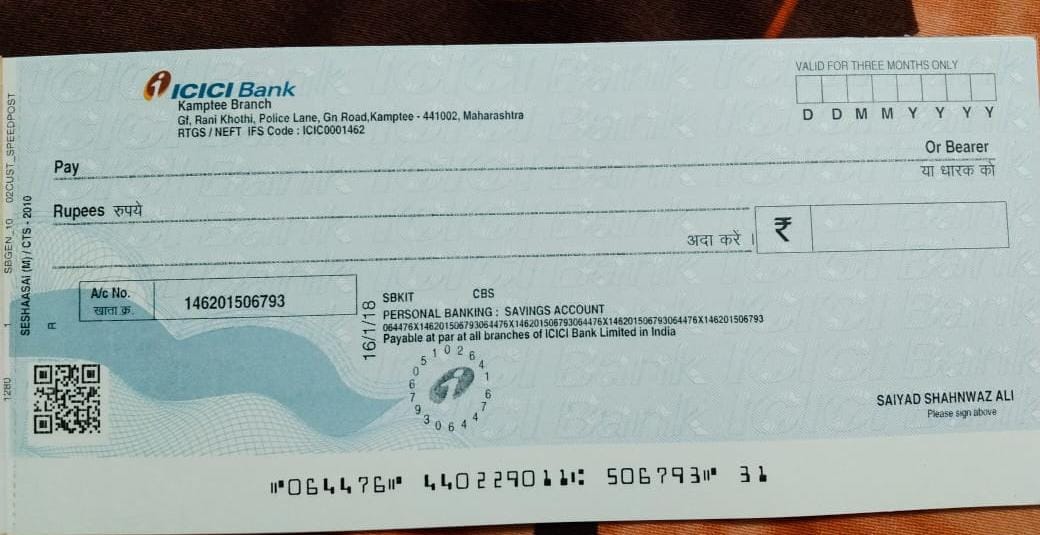 ICICI Bank
Kamptee Branch
Gf, Rani Khothi, Police Lane, Gn Road,Kamptee - 441002, Maharashtra
RTGS / NEFT IFS Code : ICIC0001462
VALID FOR THREE MONTHS ONLY
D D M M Y Y Y Y
Pay
Or Bearer
या धारक को
Rupees रुपये
अदा करें ।
₹
A/c No.
खाता क्र.
146201506793
16/1/18
SBKIT CBS
PERSONAL BANKING : SAVINGS ACCOUNT
064476X146201506793064476X146201506793064476X146201506793064476X146201506793
Payable at par at all branches of ICICI Bank Limited in India
SAIYAD SHAHNWAZ ALI
Please sign above
SESHAASAI (M) / CTS - 2010
1280 1 SBGEN_10 02CUST_SPEEDPOST
R
⑈064476⑈ 440229011⑆ 506793⑈ 31